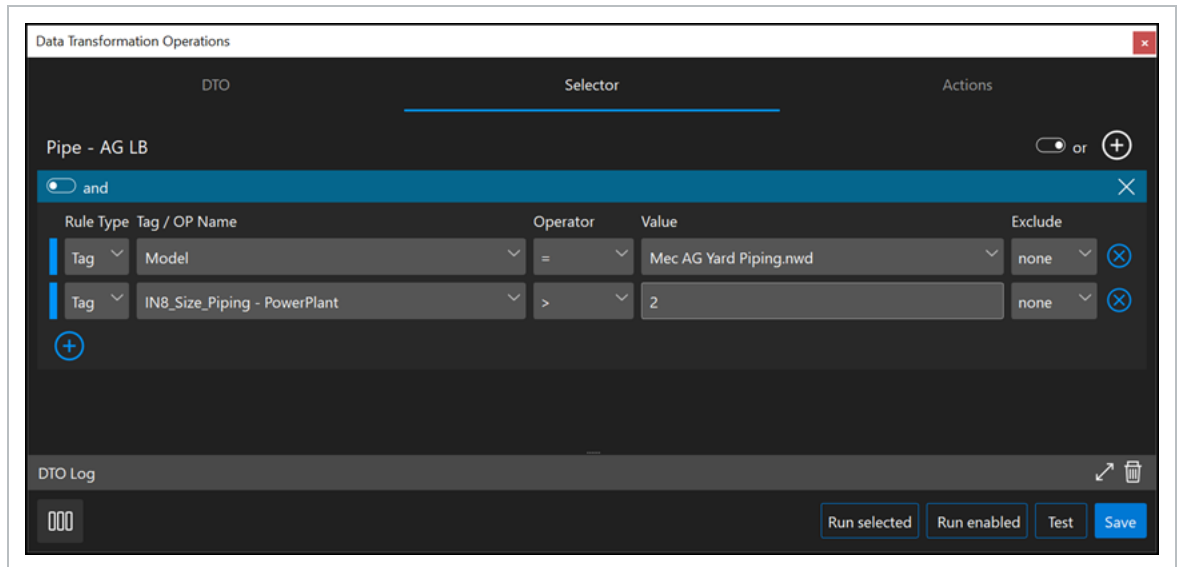 Data Transformation Operations
DTO Selector Actions
Pipe - AG LB or
and
Rule Type Tag / OP Name Operator Value Exclude
Tag Model = Mec AG Yard Piping.nwd none
Tag IN8_Size_Piping - PowerPlant > 2 none
DTO Log
Run selected Run enabled Test Save